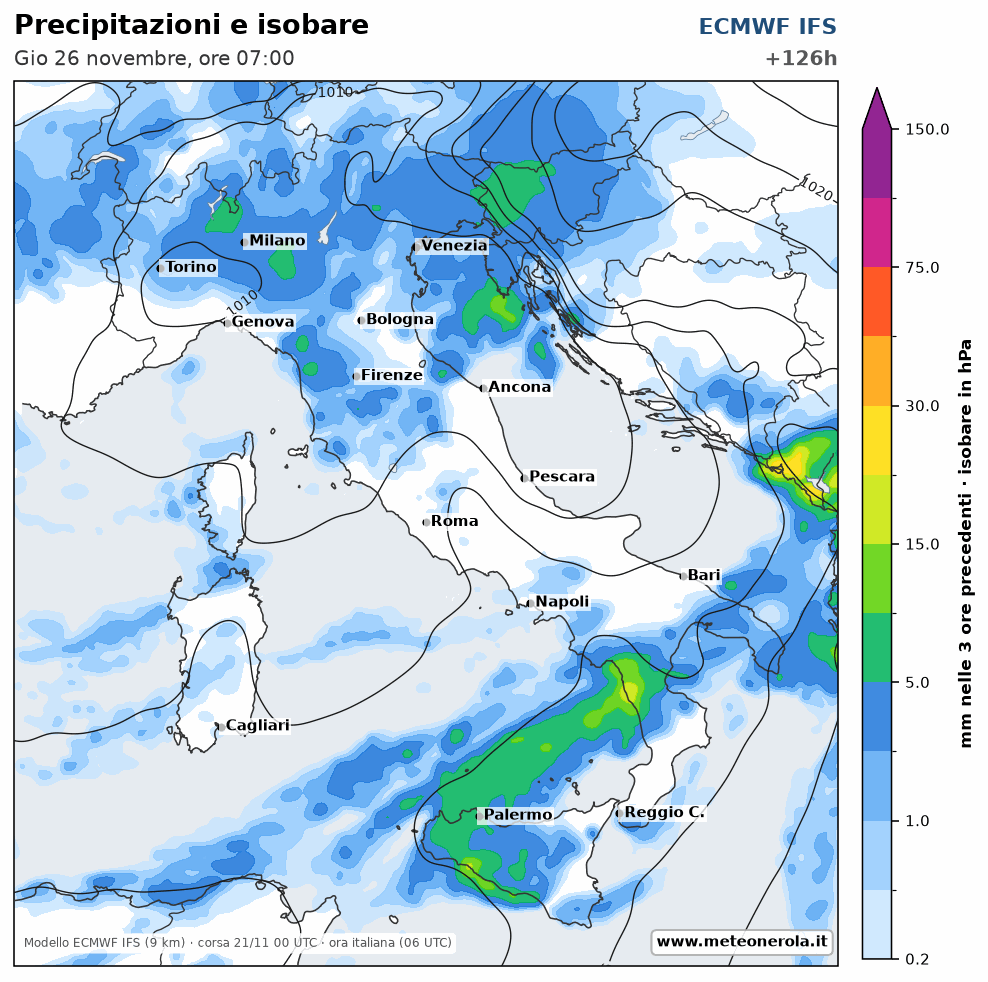 Precipitazioni e isobare
ECMWF IFS
Gio 26 novembre, ore 07:00
+126h
1010
1020
Milano
Venezia
Torino
1010
Genova
Bologna
Firenze
Ancona
Pescara
Roma
Bari
Napoli
Cagliari
Palermo
Reggio C.
150.0
75.0
30.0
15.0
5.0
1.0
0.2
mm nelle 3 ore precedenti · isobare in hPa
Modello ECMWF IFS (9 km) · corsa 21/11 00 UTC · ora italiana (06 UTC)
www.meteonerola.it